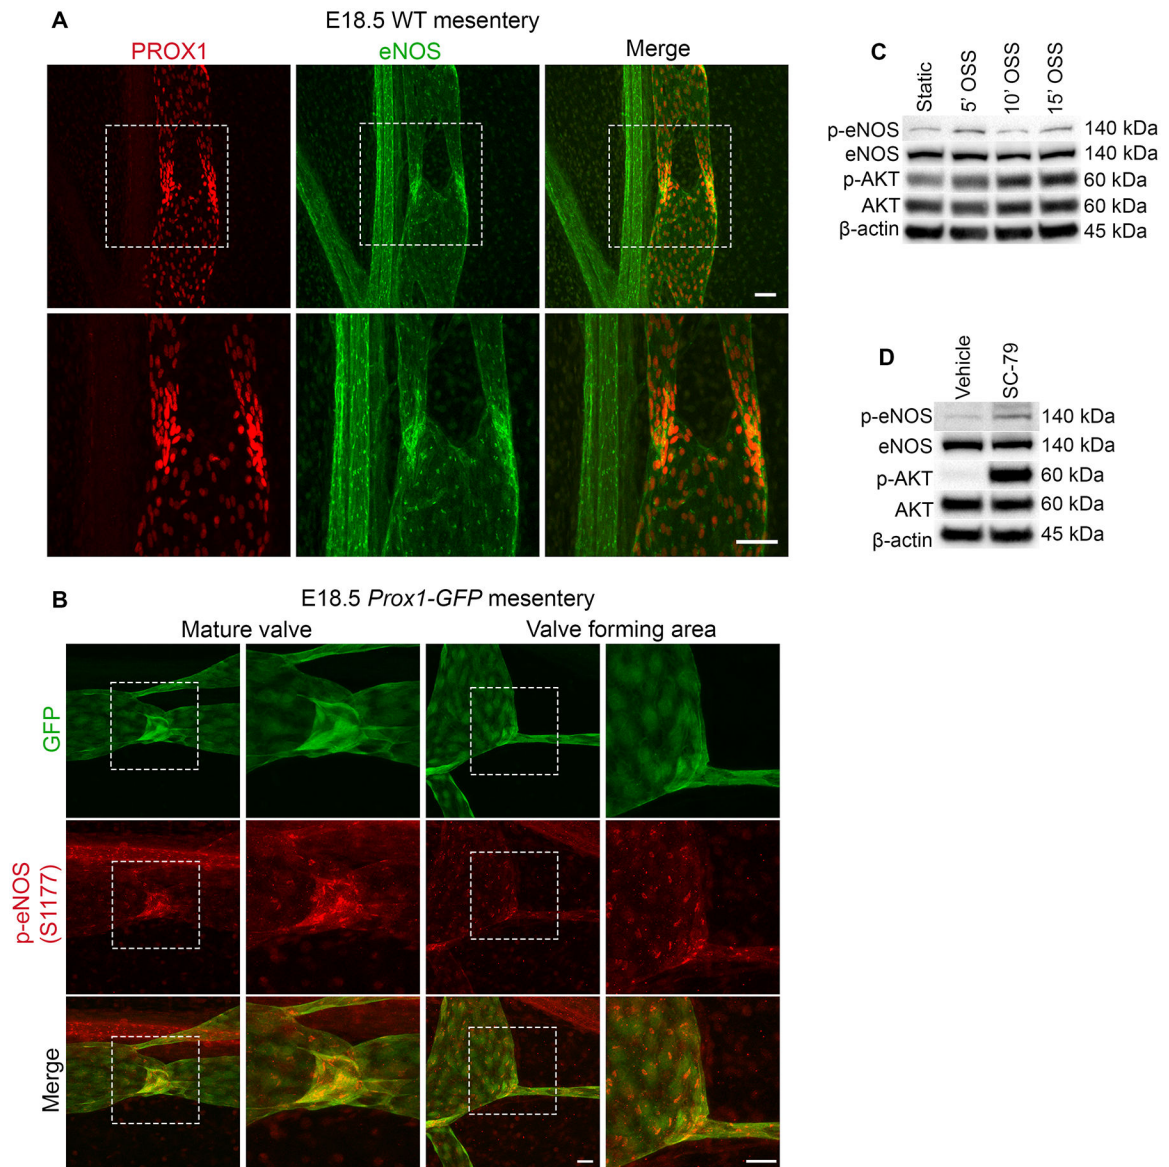 A
E18.5 WT mesentery
PROX1 eNOS Merge
B
E18.5 Prox1-GFP mesentery
Mature valve Valve forming area
GFP
p-eNOS
(S1177)
Merge
C
Static 5’ OSS 10’ OSS 15’ OSS
p-eNOS 140 kDa
eNOS 140 kDa
p-AKT 60 kDa
AKT 60 kDa
β-actin 45 kDa
D
Vehicle SC-79
p-eNOS 140 kDa
eNOS 140 kDa
p-AKT 60 kDa
AKT 60 kDa
β-actin 45 kDa